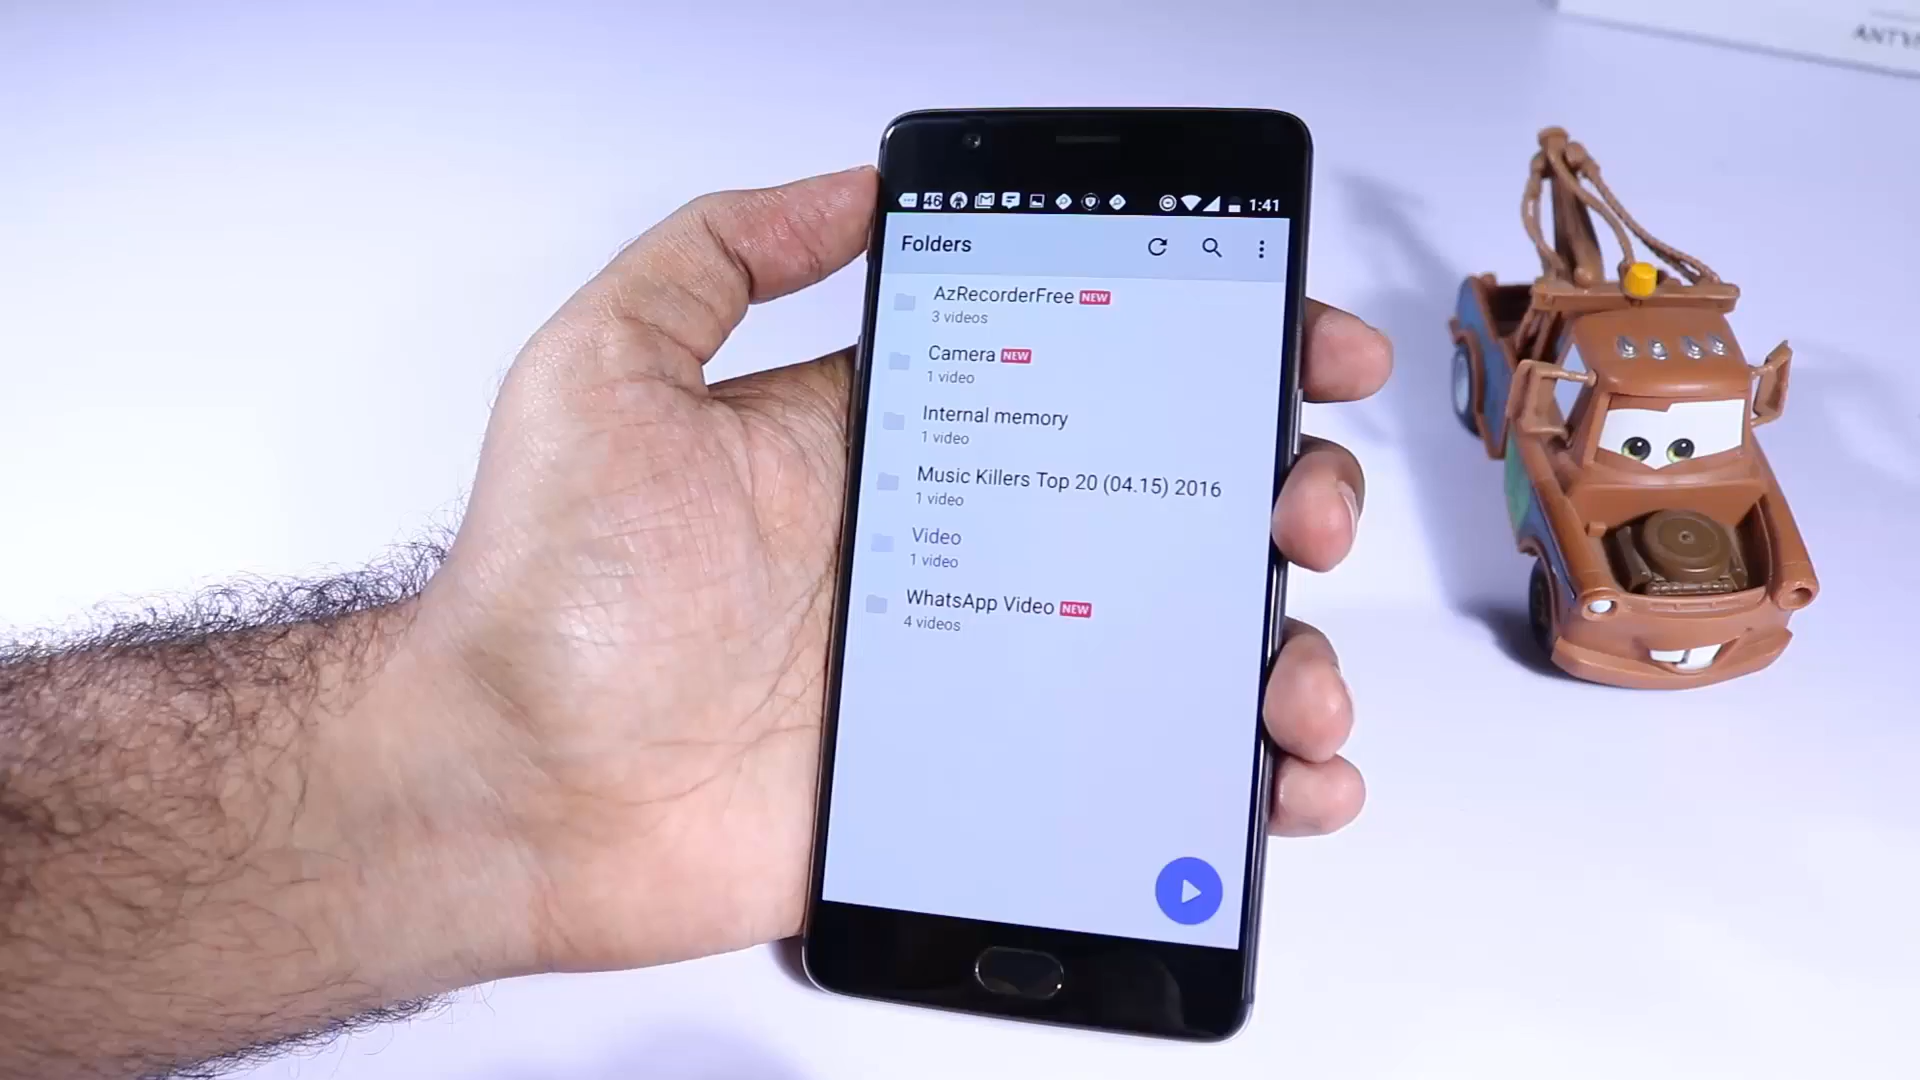 46
1:41
Folders
AzRecorderFree NEW
3 videos
Camera NEW
1 video
Internal memory
1 video
Music Killers Top 20 (04.15) 2016
1 video
Video
1 video
WhatsApp Video NEW
4 videos